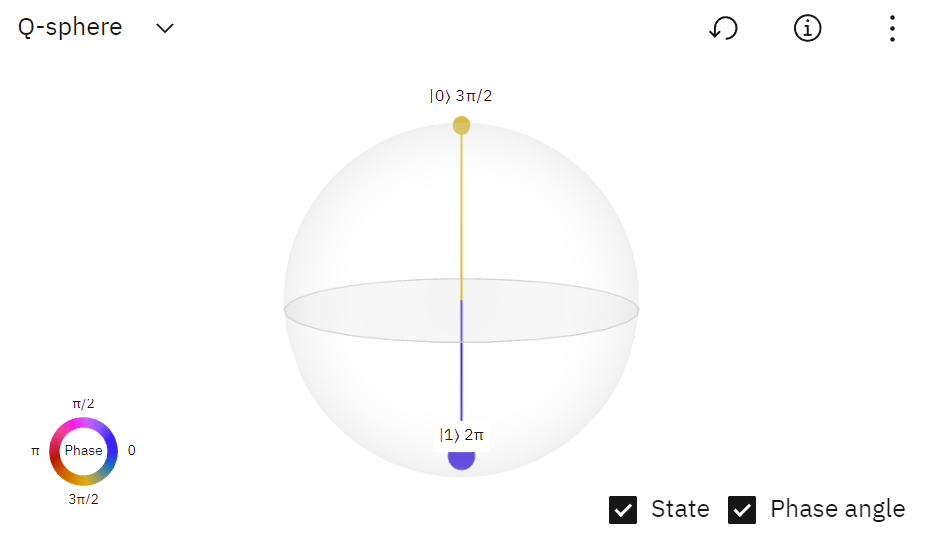 Q-sphere
|0⟩ 3π/2
|1⟩ 2π
π/2
π
Phase
0
3π/2
State
Phase angle